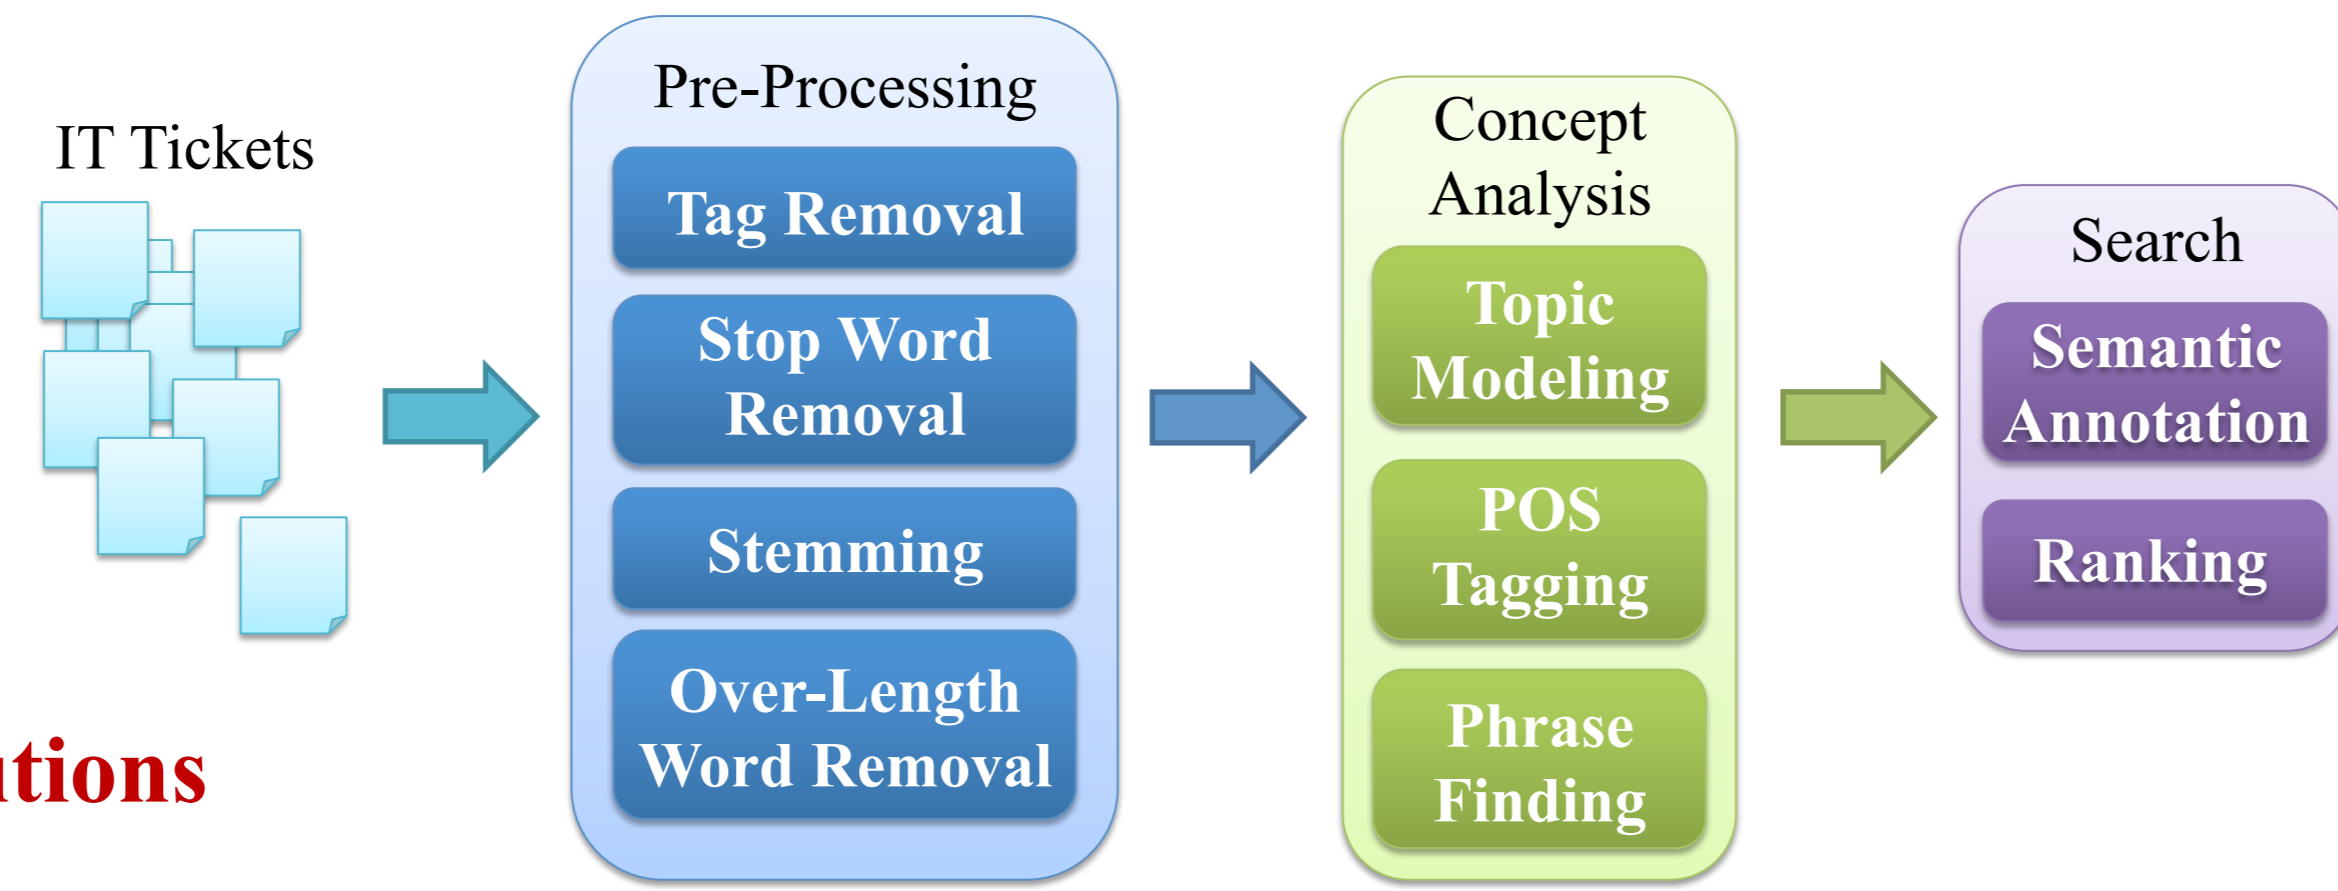 IT Tickets
Pre-Processing
Tag Removal
Stop Word
Removal
Stemming
Over-Length
Word Removal
Concept
Analysis
Topic
Modeling
POS
Tagging
Phrase
Finding
Search
Semantic
Annotation
Ranking